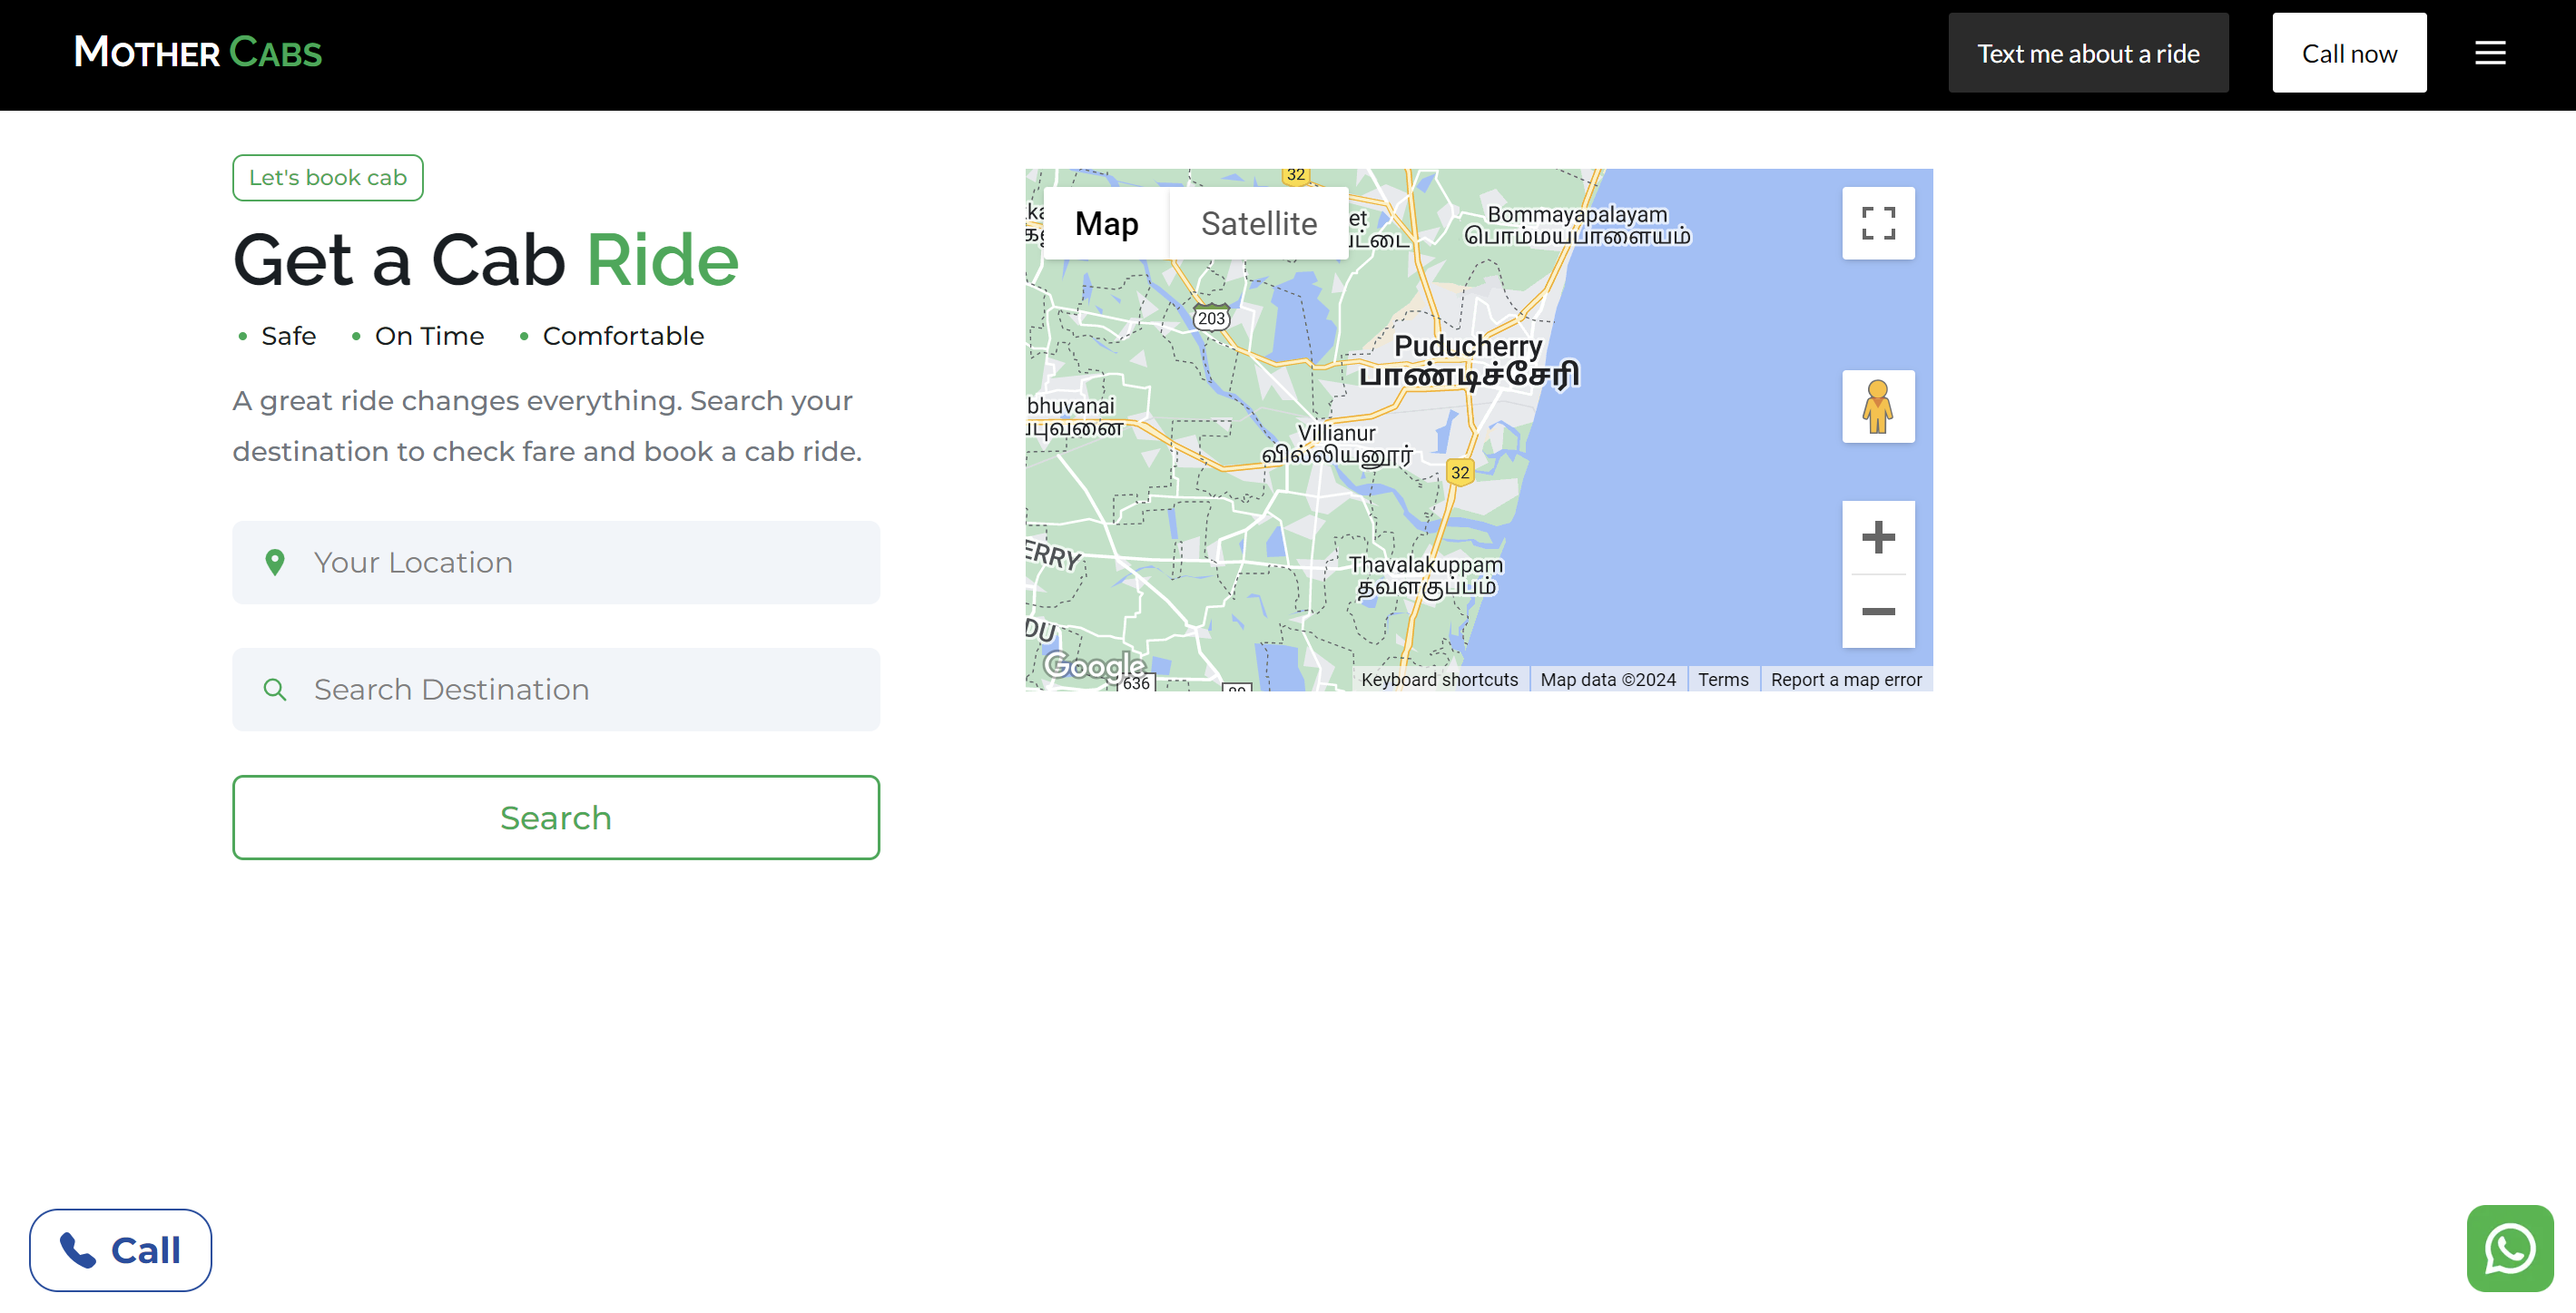 MOTHER CABS
Text me about a ride
Call now
Let's book cab
Get a Cab Ride
Safe
On Time
Comfortable
A great ride changes everything. Search your
destination to check fare and book a cab ride.
Your Location
Search Destination
Search
Map
Satellite
32
Bommayapalayam
பொம்மயபாளையம்
203
Puducherry
பாண்டிச்சேரி
bhuvanai
Villianur
வில்லியனூர்
32
ERRY
Thavalakuppam
தவளகுப்பம்
DU
Google
636
Keyboard shortcuts
Map data ©2024
Terms
Report a map error
Call